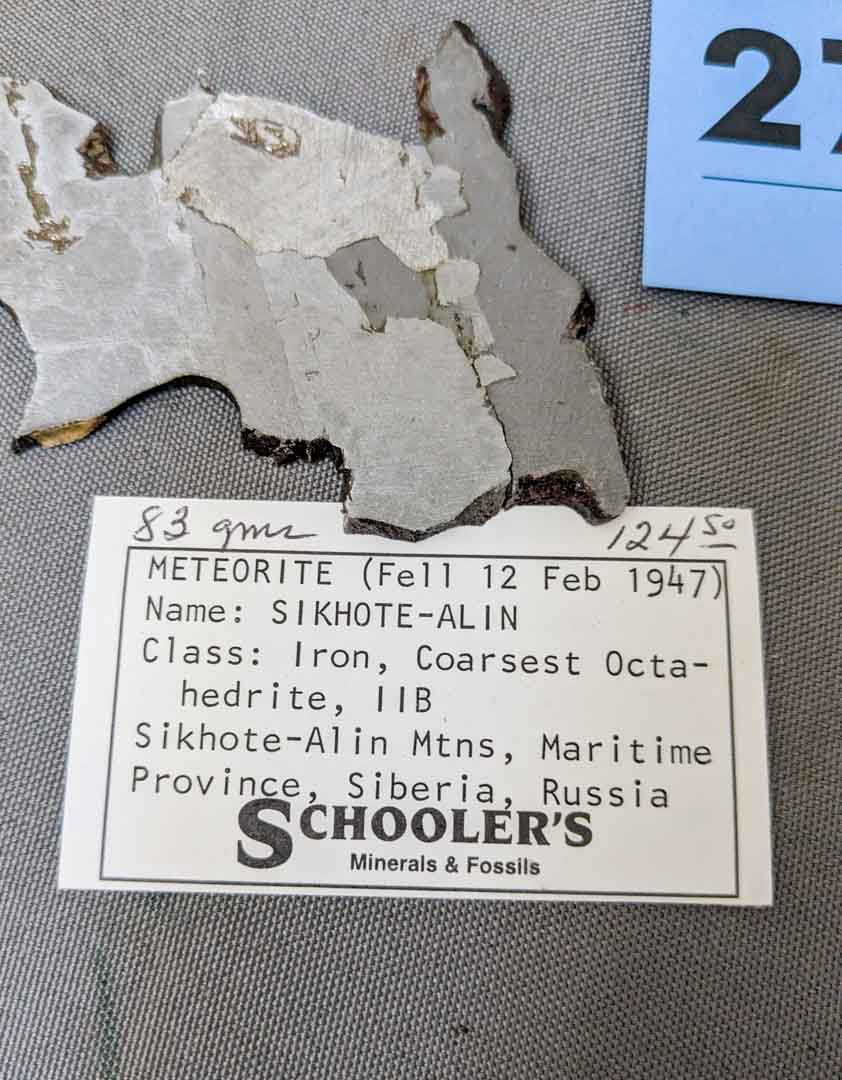 27
83 gms 124 50
METEORITE (Fell 12 Feb 1947)
Name: SIKHOTE-ALIN
Class: Iron, Coarsest Octa-
hedrite, IIB
Sikhote-Alin Mtns, Maritime
Province, Siberia, Russia
SCHOOLER'S
Minerals & Fossils